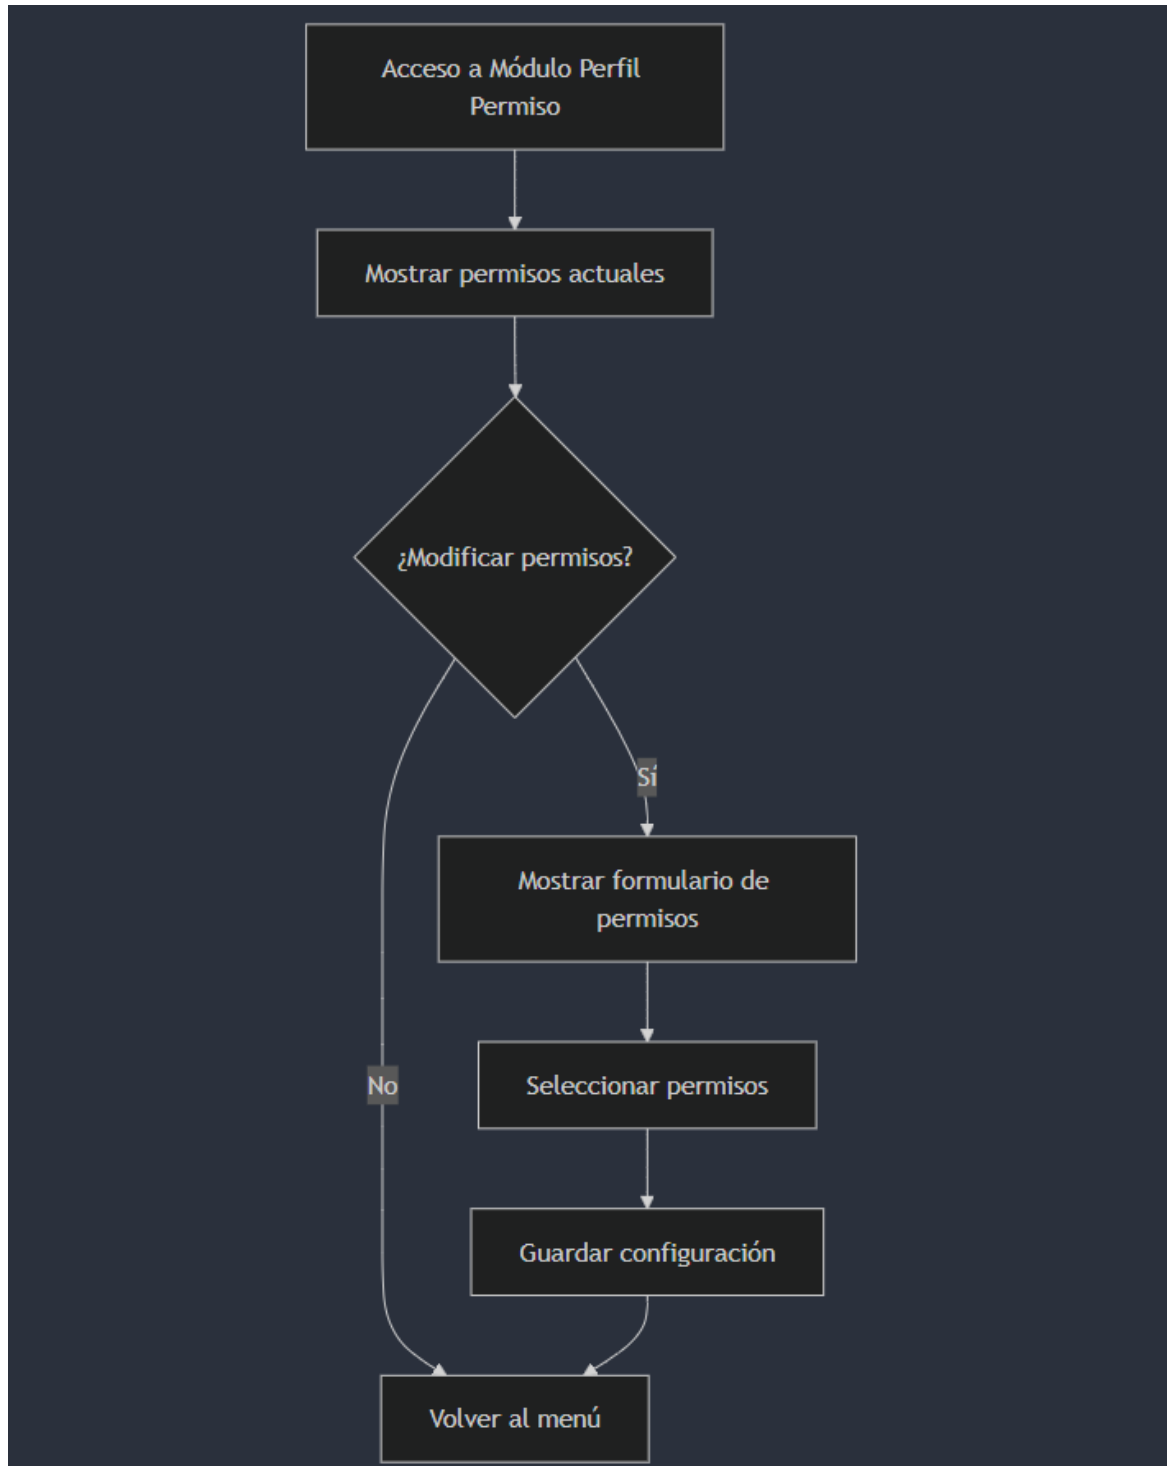 Acceso a Módulo Perfil
Permiso
Mostrar permisos actuales
¿Modificar permisos?
Sí
Mostrar formulario de
permisos
No
Seleccionar permisos
Guardar configuración
Volver al menú